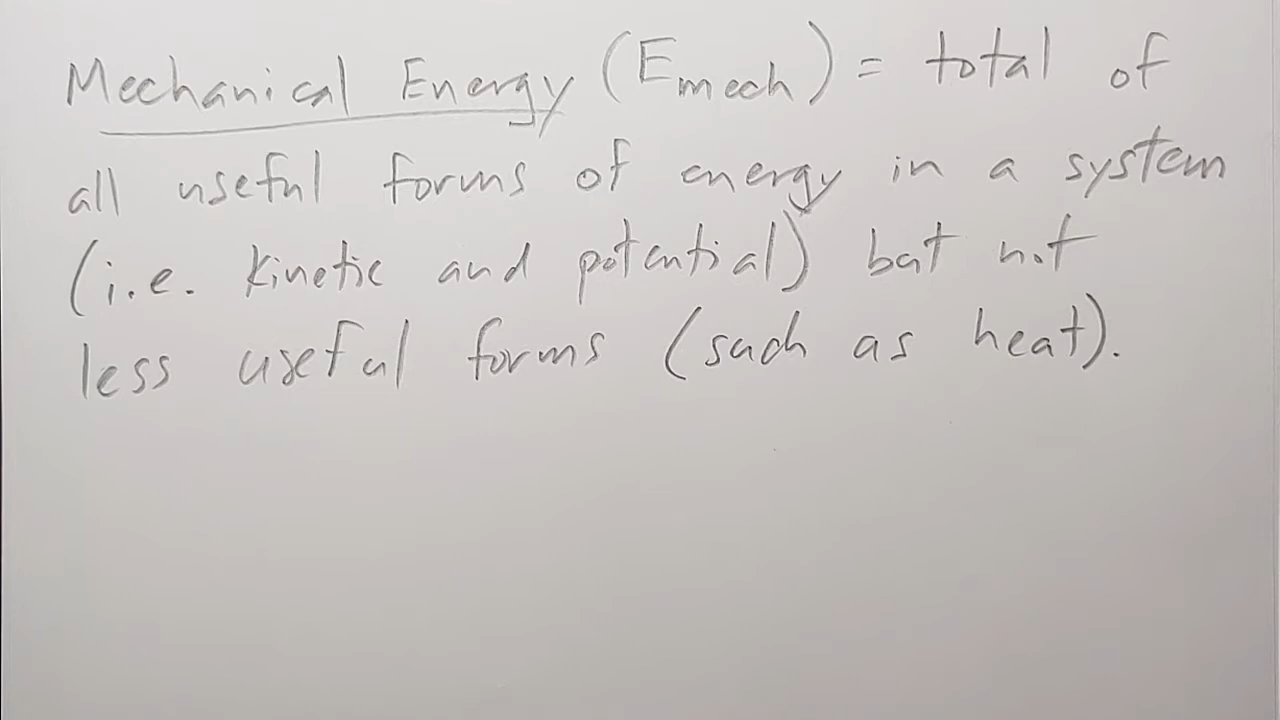 Mechanical Energy (Emech) = total of
all useful forms of energy in a system
(i.e. kinetic and potential) but not
less useful forms (such as heat).